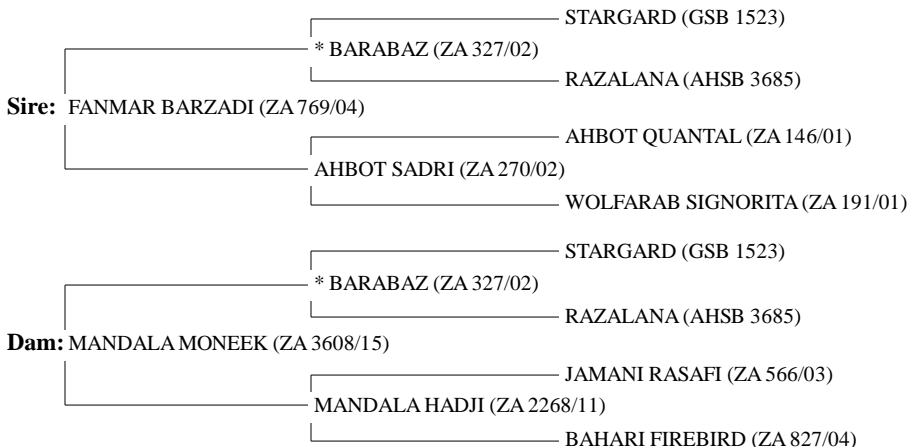 STARGARD (GSB 1523)
* BARABAZ (ZA 327/02)
RAZALANA (AHSB 3685)
Sire: FANMAR BARZADI (ZA 769/04)
AHBOT QUANTAL (ZA 146/01)
AHBOT SADRI (ZA 270/02)
WOLFARAB SIGNORITA (ZA 191/01)
STARGARD (GSB 1523)
* BARABAZ (ZA 327/02)
RAZALANA (AHSB 3685)
Dam: MANDALA MONEEK (ZA 3608/15)
JAMANI RASAFI (ZA 566/03)
MANDALA HADJI (ZA 2268/11)
BAHARI FIREBIRD (ZA 827/04)